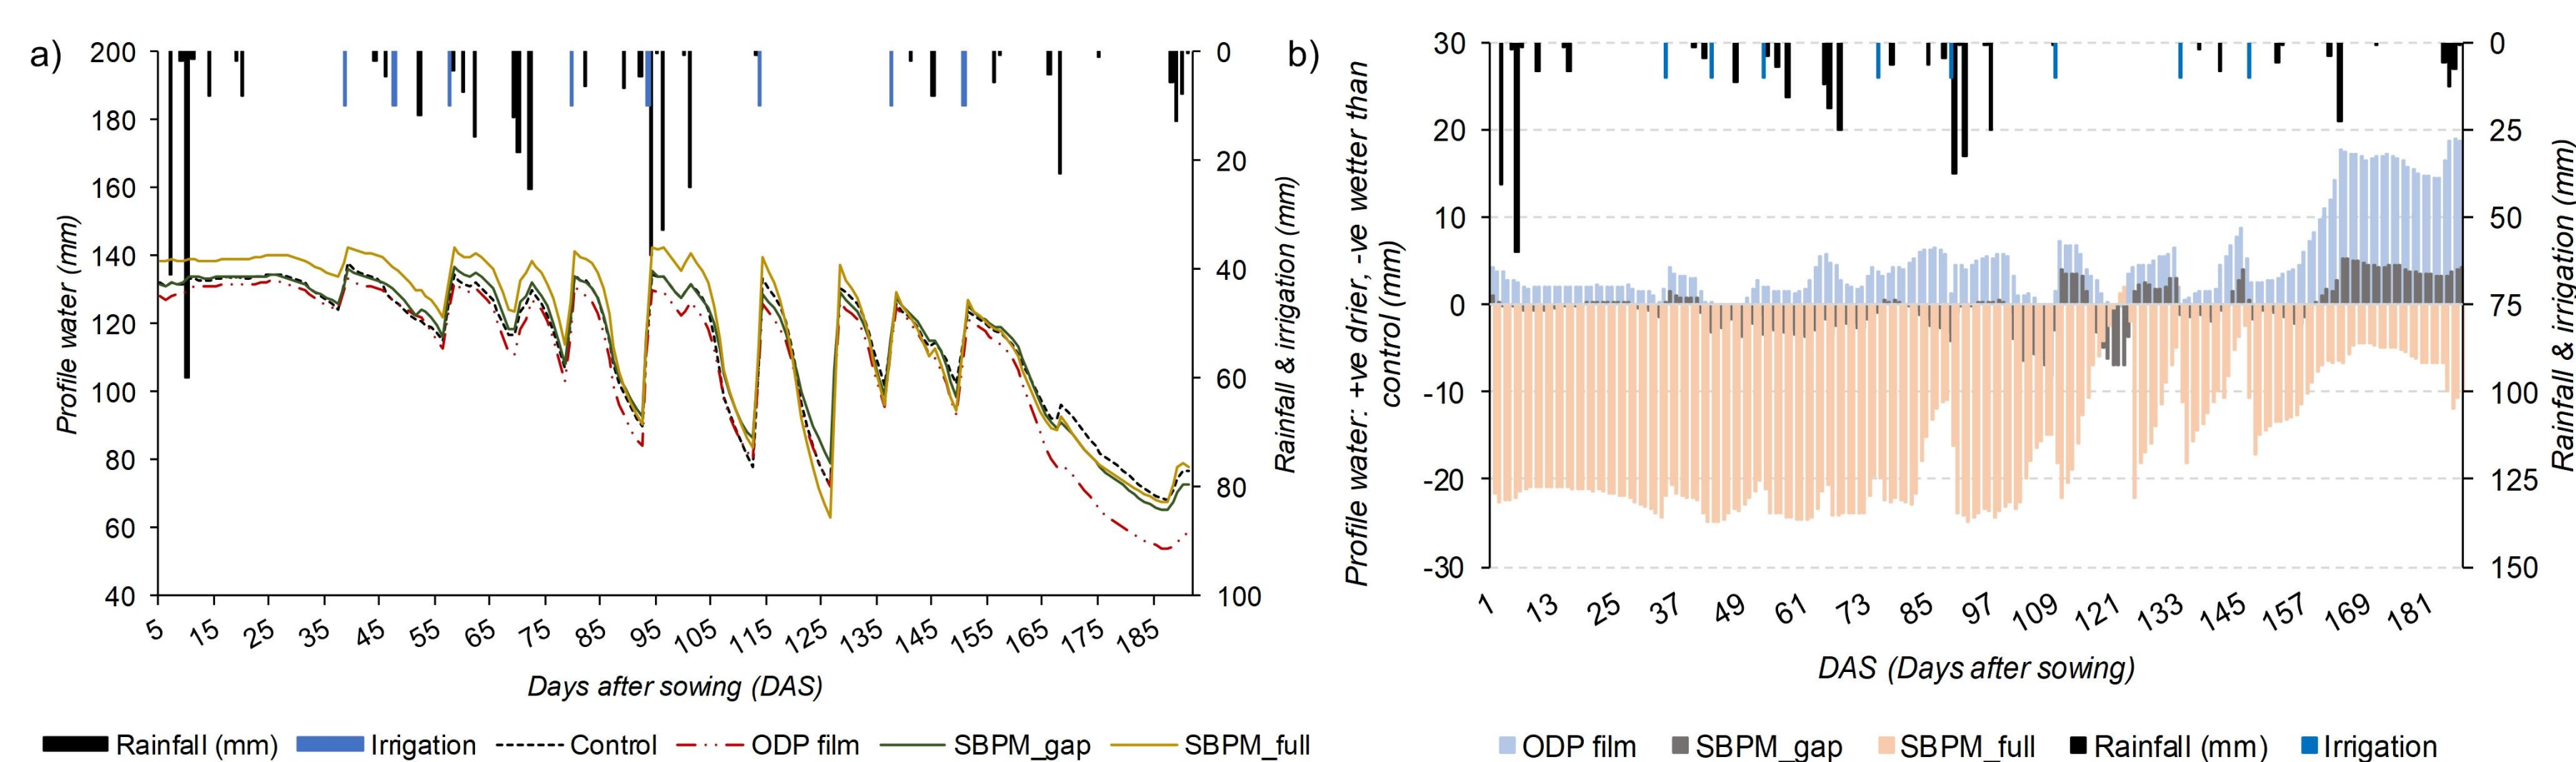 a)
200
180
160
140
120
100
80
60
40
Profile water (mm)
0
20
40
60
80
100
Rainfall & irrigation (mm)
5 15 25 35 45 55 65 75 85 95 105 115 125 135 145 155 165 175 185
Days after sowing (DAS)
Rainfall (mm) Irrigation Control ODP film SBPM_gap SBPM_full
b)
30
20
10
0
-10
-20
-30
Profile water: +ve drier, -ve wetter than
control (mm)
0
25
50
75
100
125
150
Rainfall & irrigation (mm)
1 13 25 37 49 61 73 85 97 109 121 133 145 157 169 181
DAS (Days after sowing)
ODP film SBPM_gap SBPM_full Rainfall (mm) Irrigation